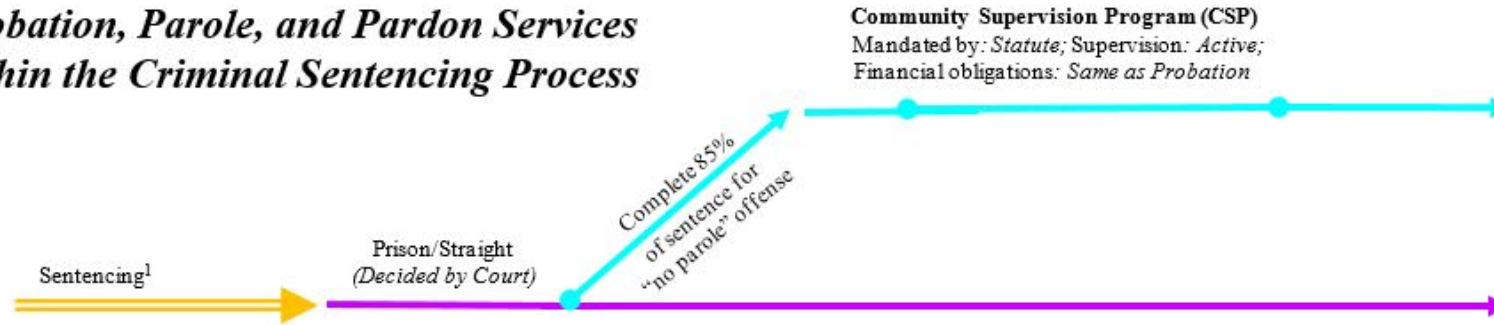 obation, Parole, and Pardon Services
hin the Criminal Sentencing Process
Community Supervision Program (CSP)
Mandated by: Statute; Supervision: Active;
Financial obligations: Same as Probation
Complete 85%
of sentence for
“no parole” offense
Prison/Straight
(Decided by Court)
Sentencing¹